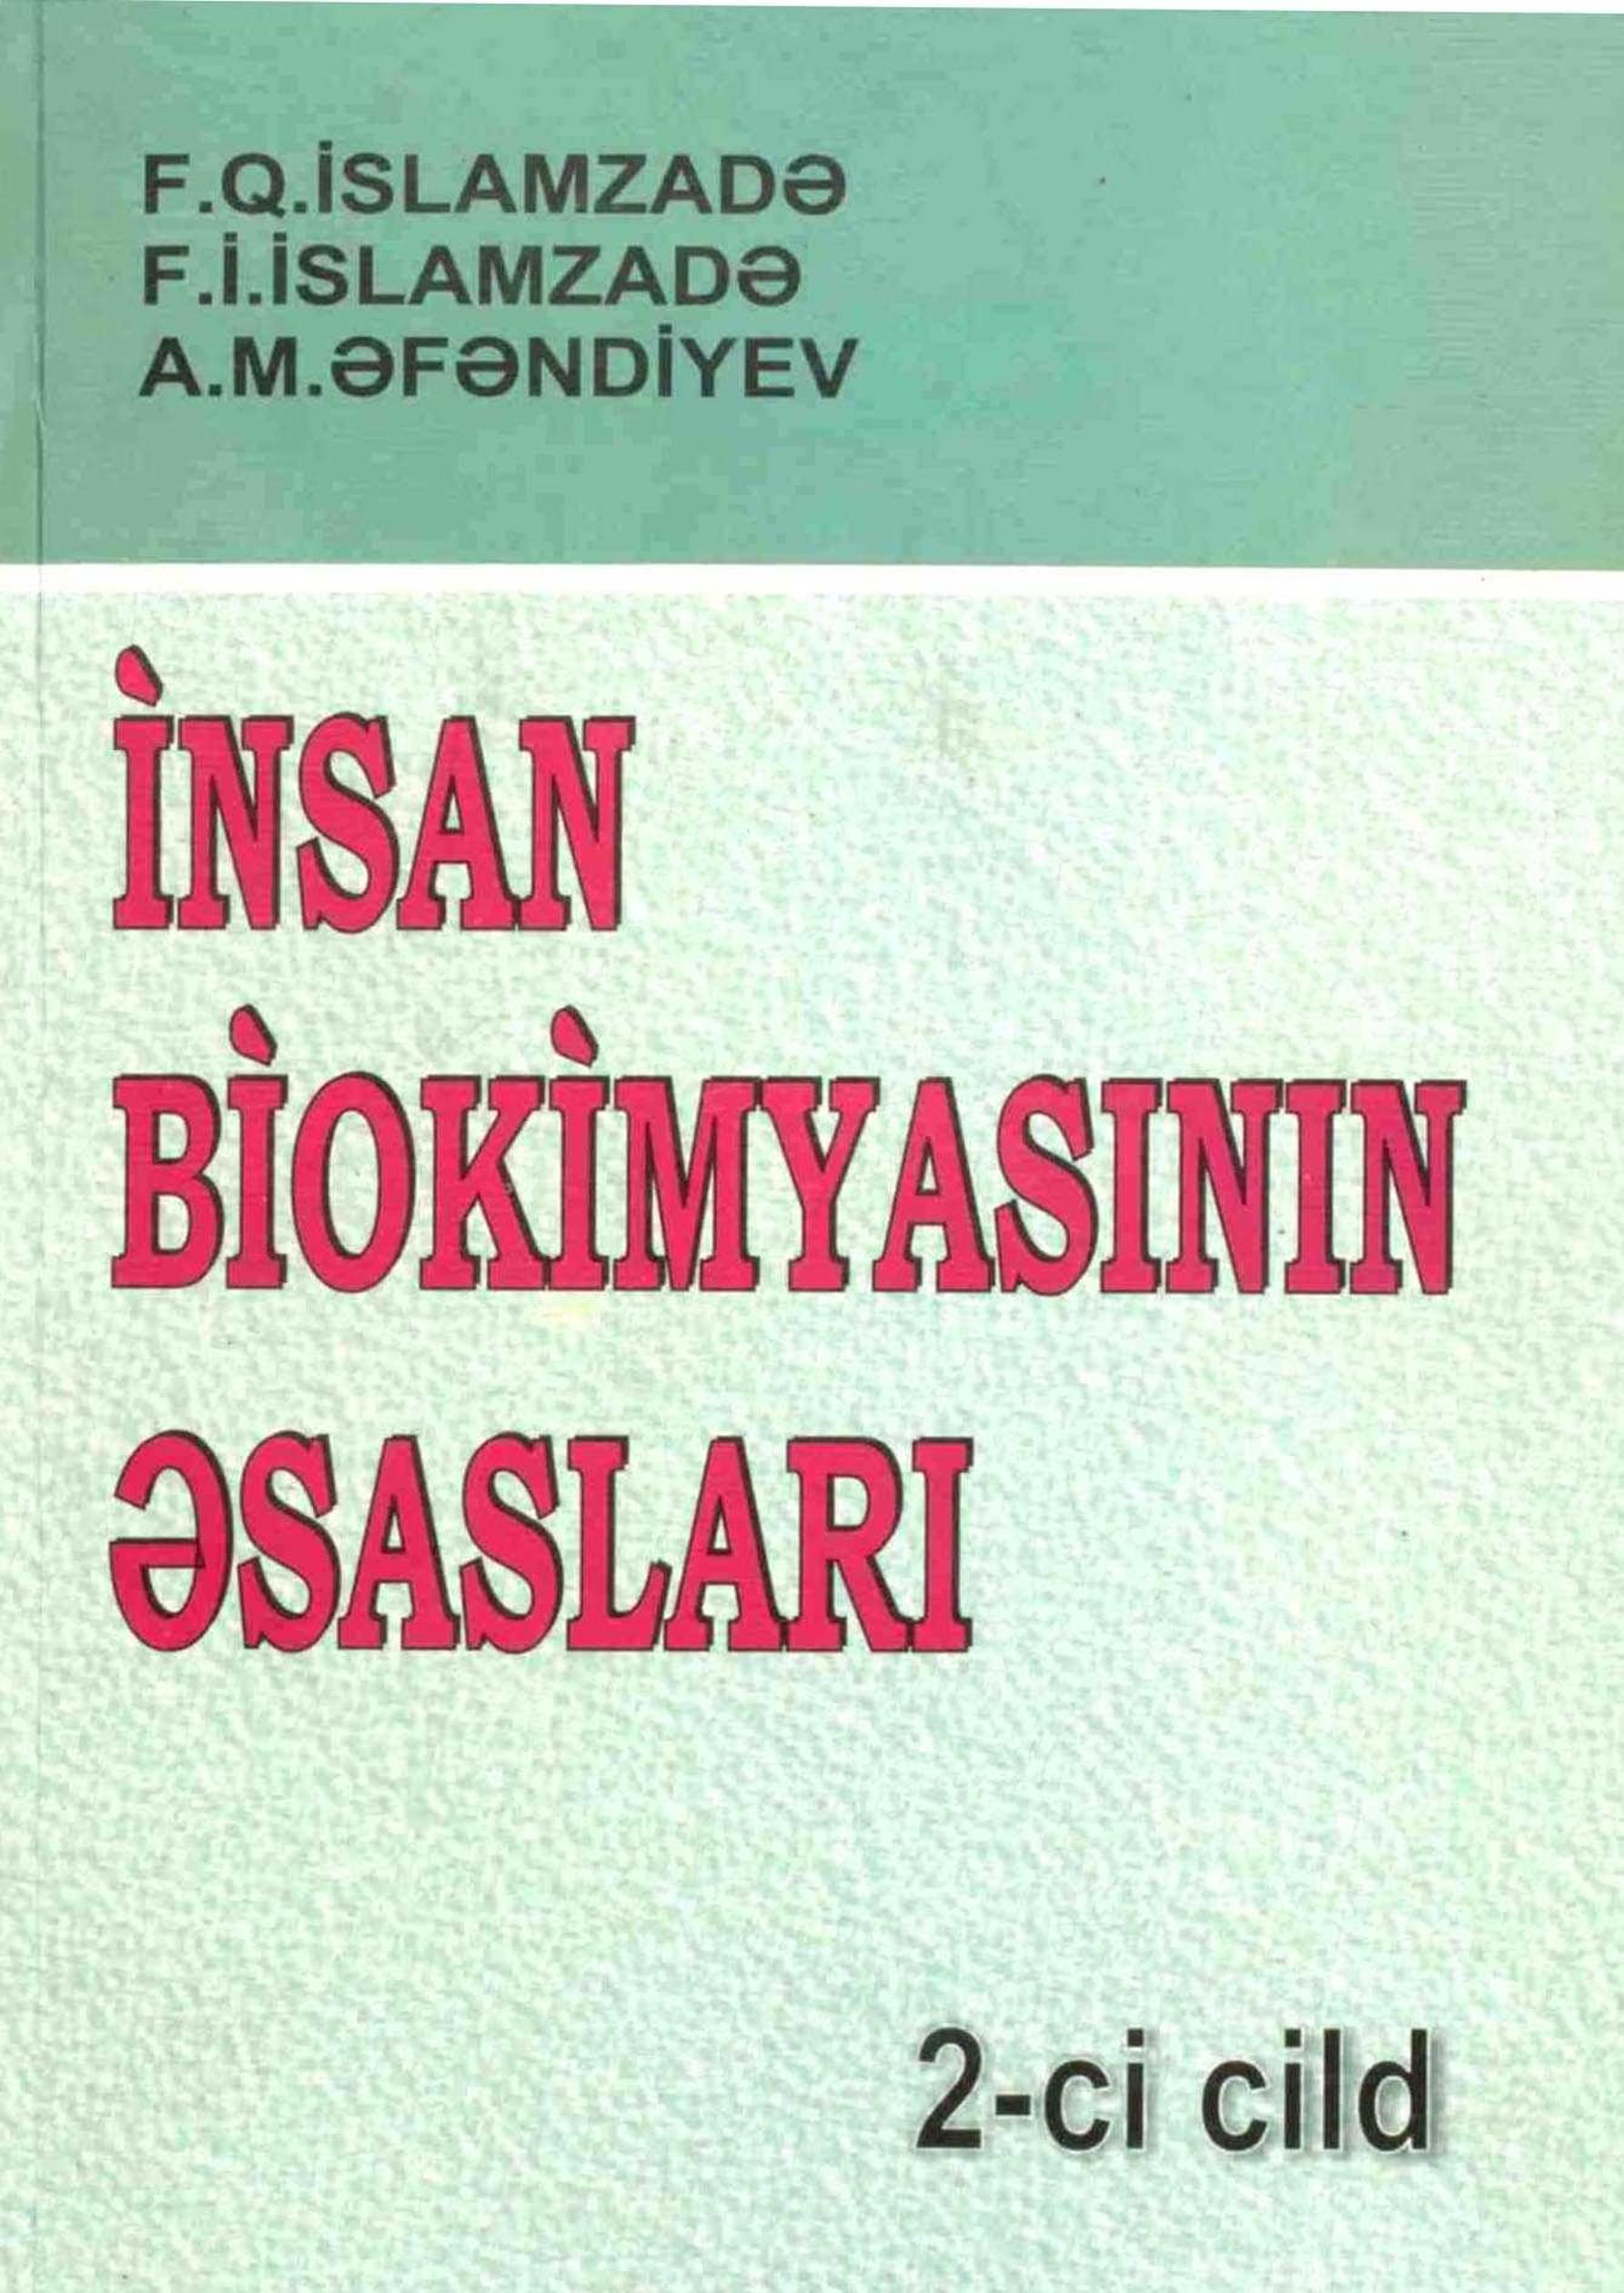 F.Q.İSLAMZADƏ
F.İ.İSLAMZADƏ
A.M.ƏFƏNDİYEV
İNSAN
BİOKİMYASININ
ƏSASLARI
2-ci cild